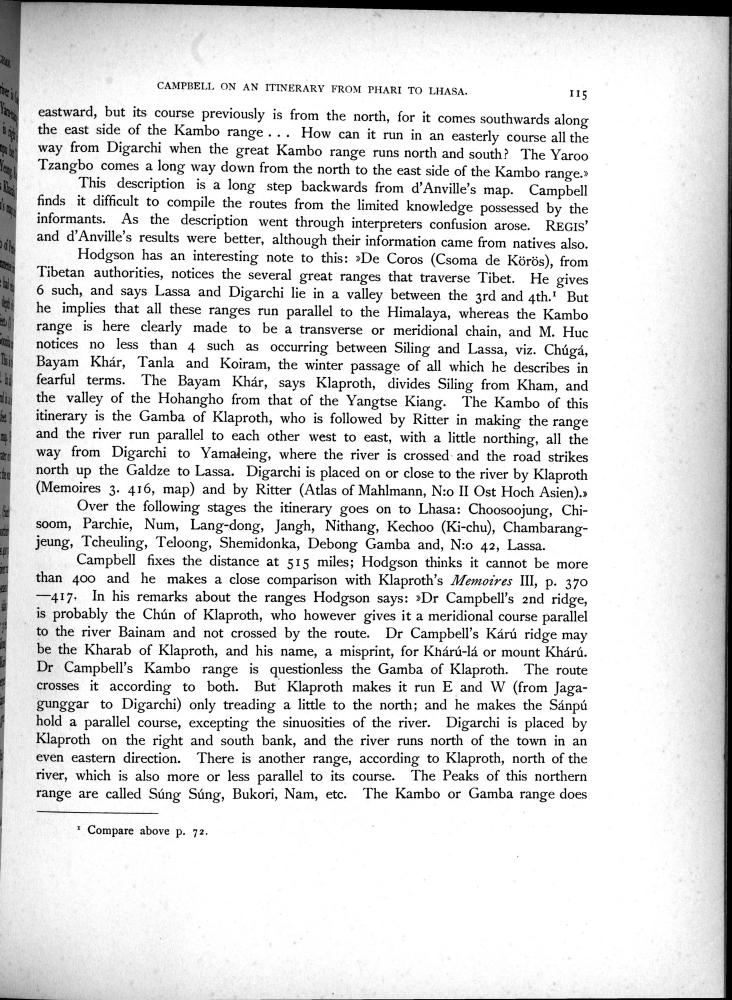 CAMPBELL ON AN ITINERARY FROM PHARI TO LHASA.
115
eastward, but its course previously is from the north, for it comes southwards along
the east side of the Kambo range . . . How can it run in an easterly course all the
way from Digarchi when the great Kambo range runs north and south? The Yaroo
Tzangbo comes a long way down from the north to the east side of the Kambo range.»
This description is a long step backwards from d'Anville's map. Campbell
finds it difficult to compile the routes from the limited knowledge possessed by the
informants. As the description went through interpreters confusion arose. REGIS'
and d'Anville's results were better, although their information came from natives also.
Hodgson has an interesting note to this: »De Coros (Csoma de Körös), from
Tibetan authorities, notices the several great ranges that traverse Tibet. He gives
6 such, and says Lassa and Digarchi lie in a valley between the 3rd and 4th.¹ But
he implies that all these ranges run parallel to the Himalaya, whereas the Kambo
range is here clearly made to be a transverse or meridional chain, and M. Huc
notices no less than 4 such as occurring between Siling and Lassa, viz. Chúgá,
Bayam Khár, Tanla and Koiram, the winter passage of all which he describes in
fearful terms. The Bayam Khár, says Klaproth, divides Siling from Kham, and
the valley of the Hohangho from that of the Yangtse Kiang. The Kambo of this
itinerary is the Gamba of Klaproth, who is followed by Ritter in making the range
and the river run parallel to each other west to east, with a little northing, all the
way from Digarchi to Yamaleing, where the river is crossed and the road strikes
north up the Galdze to Lassa. Digarchi is placed on or close to the river by Klaproth
(Memoires 3. 416, map) and by Ritter (Atlas of Mahlmann, N:o II Ost Hoch Asien).»
Over the following stages the itinerary goes on to Lhasa: Choosoojung, Chi-
soom, Parchie, Num, Lang-dong, Jangh, Nithang, Kechoo (Ki-chu), Chambarang-
jeung, Tcheuling, Teloong, Shemidonka, Debong Gamba and, N:o 42, Lassa.
Campbell fixes the distance at 515 miles; Hodgson thinks it cannot be more
than 400 and he makes a close comparison with Klaproth's Memoires III, p. 370
—417. In his remarks about the ranges Hodgson says: »Dr Campbell's 2nd ridge,
is probably the Chún of Klaproth, who however gives it a meridional course parallel
to the river Bainam and not crossed by the route. Dr Campbell's Kárú ridge may
be the Kharab of Klaproth, and his name, a misprint, for Khárú-lá or mount Khárú.
Dr Campbell's Kambo range is questionless the Gamba of Klaproth. The route
crosses it according to both. But Klaproth makes it run E and W (from Jaga-
gunggar to Digarchi) only treading a little to the north; and he makes the Sánpú
hold a parallel course, excepting the sinuosities of the river. Digarchi is placed by
Klaproth on the right and south bank, and the river runs north of the town in an
even eastern direction. There is another range, according to Klaproth, north of the
river, which is also more or less parallel to its course. The Peaks of this northern
range are called Súng Súng, Bukori, Nam, etc. The Kambo or Gamba range does
¹ Compare above p. 72.